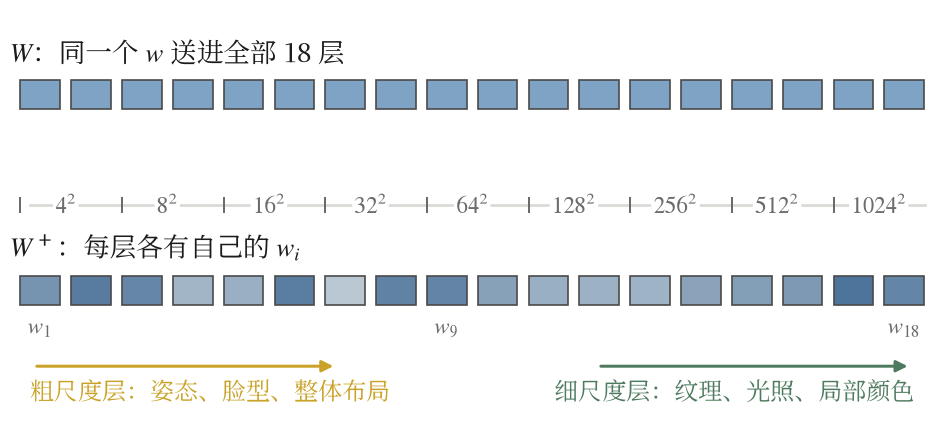 W：同一个 w 送进全部 18 层
4² 8² 16² 32² 64² 128² 256² 512² 1024²
W⁺：每层各有自己的 wᵢ
w₁ w₉ w₁₈
粗尺度层：姿态、脸型、整体布局 细尺度层：纹理、光照、局部颜色